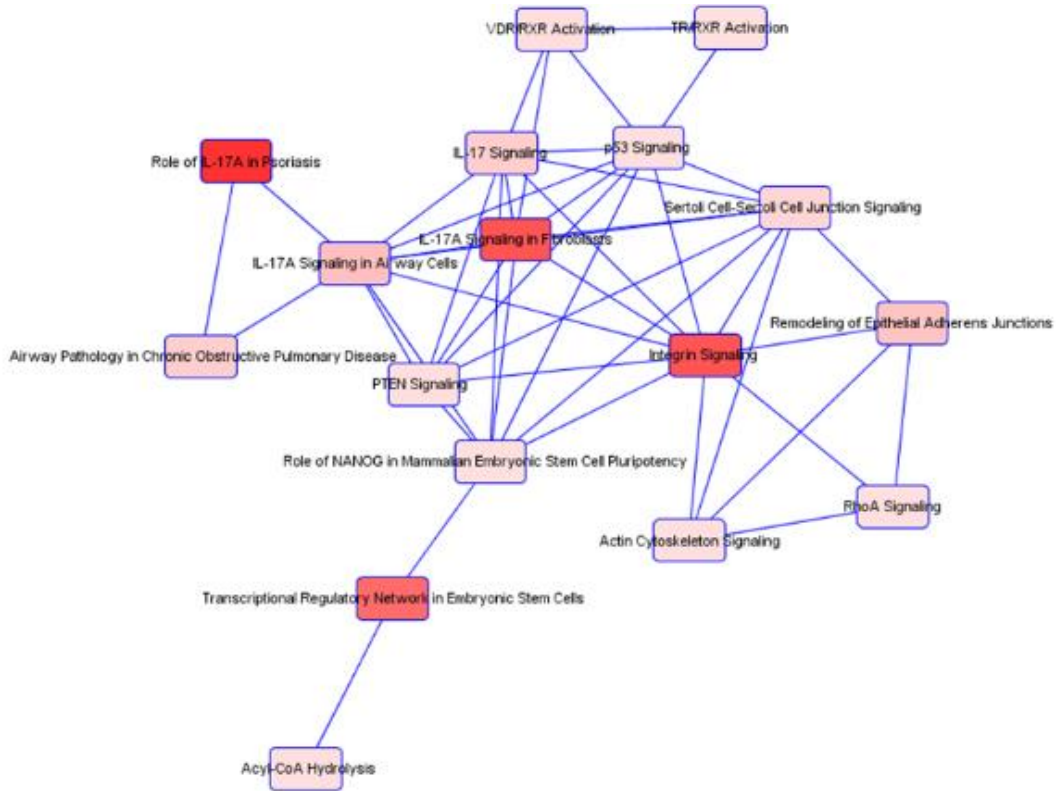 VDR/RXR Activation
TR/RXR Activation
IL-17 Signaling
p53 Signaling
Role of IL-17A in Psoriasis
Sertoli Cell-Sertoli Cell Junction Signaling
IL-17A Signaling in Fibroblasts
IL-17A Signaling in Airway Cells
Remodeling of Epithelial Adherens Junctions
Airway Pathology in Chronic Obstructive Pulmonary Disease
Integrin Signaling
PTEN Signaling
Role of NANOG in Mammalian Embryonic Stem Cell Pluripotency
RhoA Signaling
Actin Cytoskeleton Signaling
Transcriptional Regulatory Network in Embryonic Stem Cells
Acyl-CoA Hydrolysis